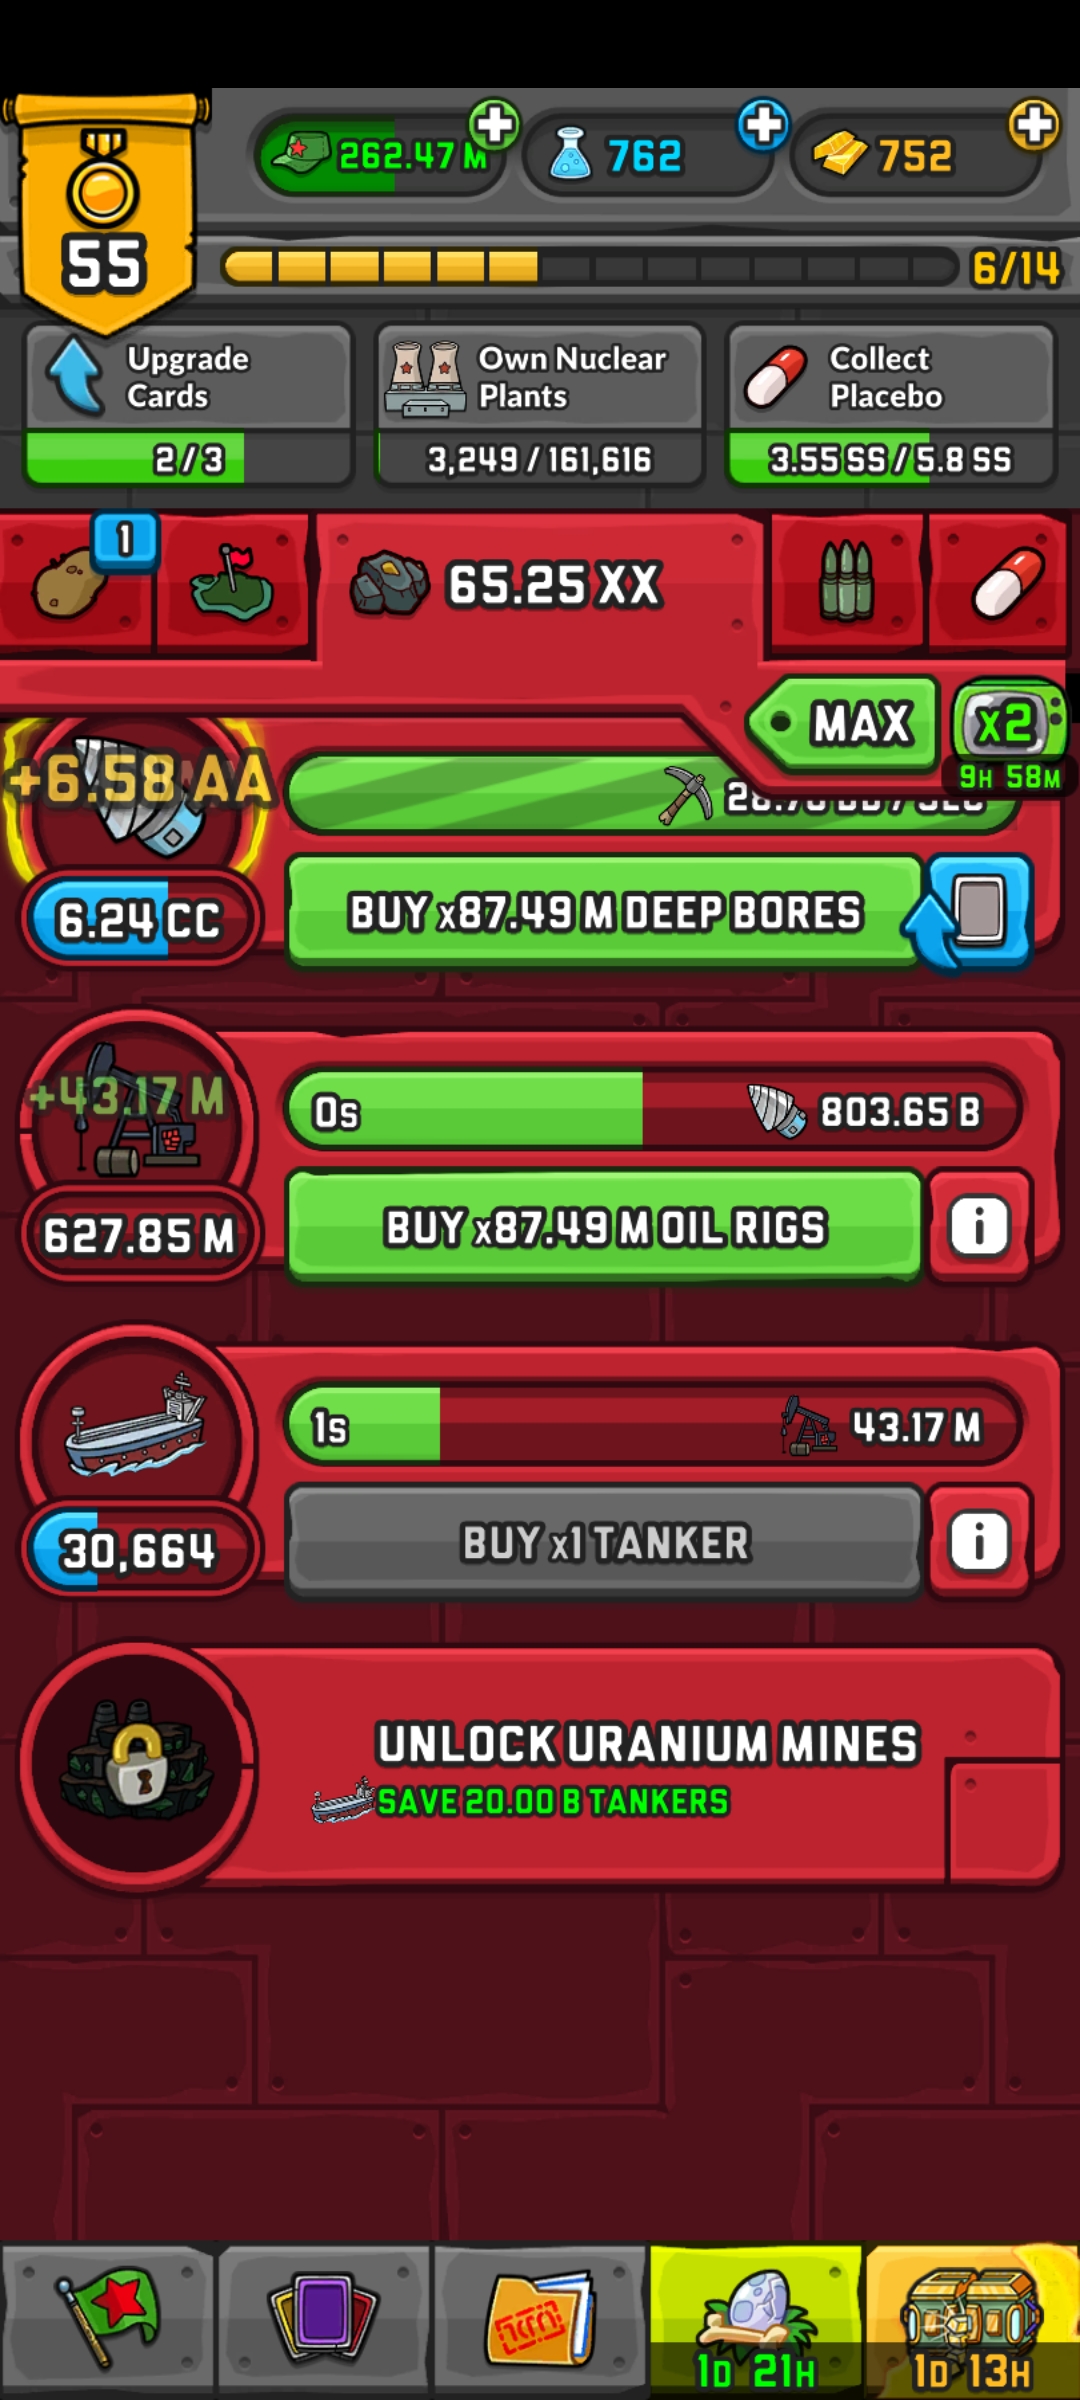 55
262.47 M
762
752
6/14
Upgrade
Cards
2/3
Own Nuclear
Plants
3,249/161,616
Collect
Placebo
3.55 SS/5.8 SS
1
65.25 XX
MAX
x2
9H 58M
+6.58 AA
6.24 CC
BUY x87.49 M DEEP BORES
+43.17 M
0s
803.65 B
627.85 M
BUY x87.49 M OIL RIGS
i
1s
43.17 M
30,664
BUY x1 TANKER
i
UNLOCK URANIUM MINES
SAVE 20.00 B TANKERS
1D 21H
1D 13H